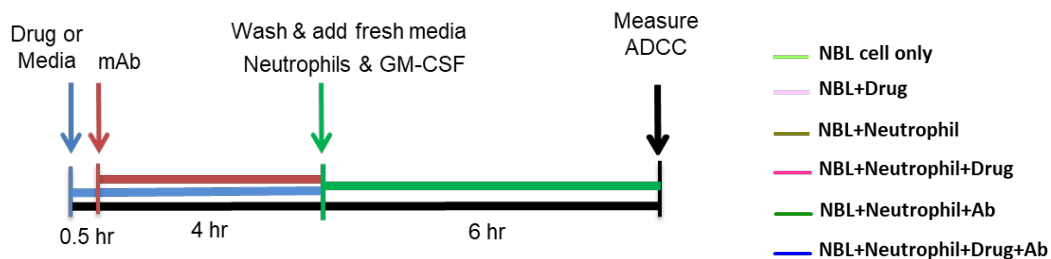 Drug or
Media
mAb
Wash & add fresh media
Neutrophils & GM-CSF
Measure
ADCC
0.5 hr
4 hr
6 hr
NBL cell only
NBL+Drug
NBL+Neutrophil
NBL+Neutrophil+Drug
NBL+Neutrophil+Ab
NBL+Neutrophil+Drug+Ab